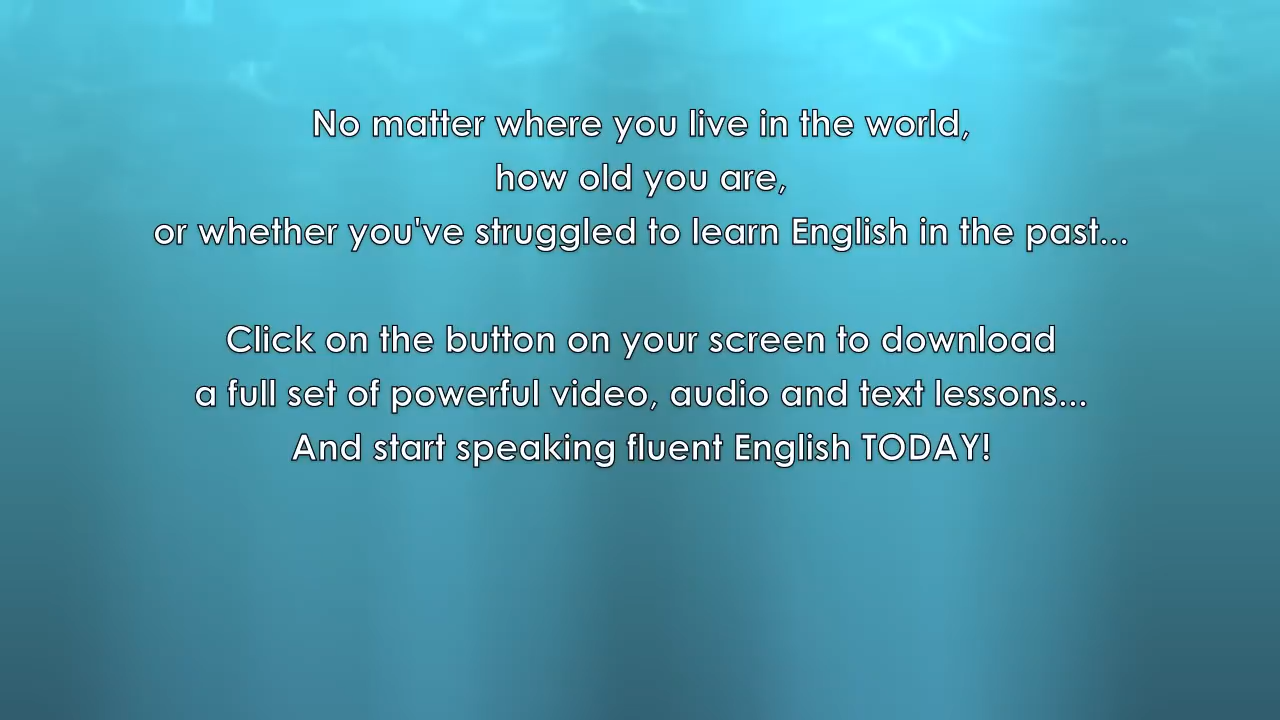 No matter where you live in the world,
how old you are,
or whether you've struggled to learn English in the past...
Click on the button on your screen to download
a full set of powerful video, audio and text lessons...
And start speaking fluent English TODAY!